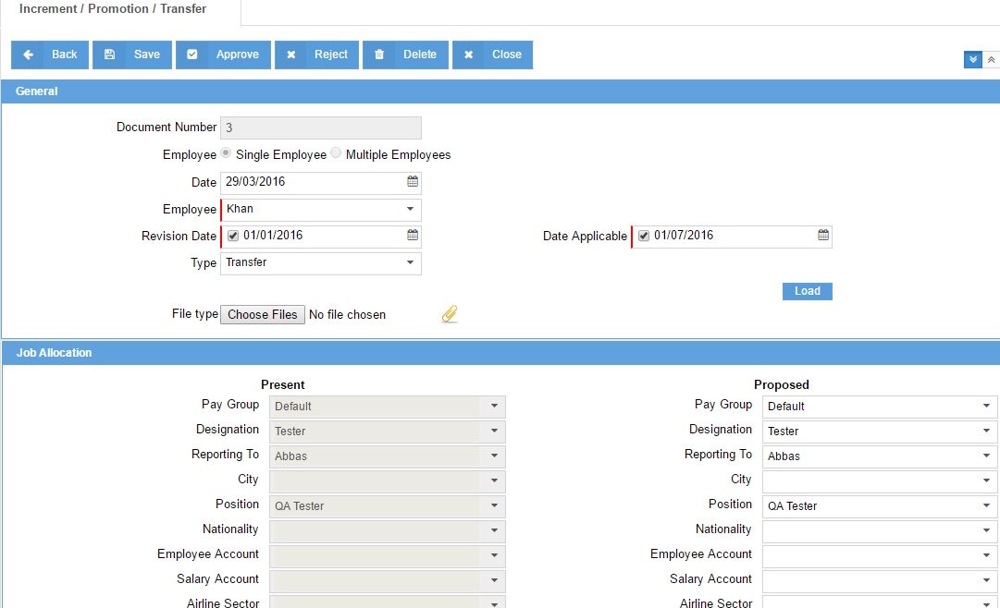 Increment / Promotion / Transfer
Back Save Approve Reject Delete Close
General
Document Number 3
Employee Single Employee Multiple Employees
Date 29/03/2016
Employee Khan
Revision Date 01/01/2016 Date Applicable 01/07/2016
Type Transfer
Load
File type Choose Files No file chosen
Job Allocation
Present Proposed
Pay Group Default Pay Group Default
Designation Tester Designation Tester
Reporting To Abbas Reporting To Abbas
City City
Position QA Tester Position QA Tester
Nationality Nationality
Employee Account Employee Account
Salary Account Salary Account
Airline Sector Airline Sector